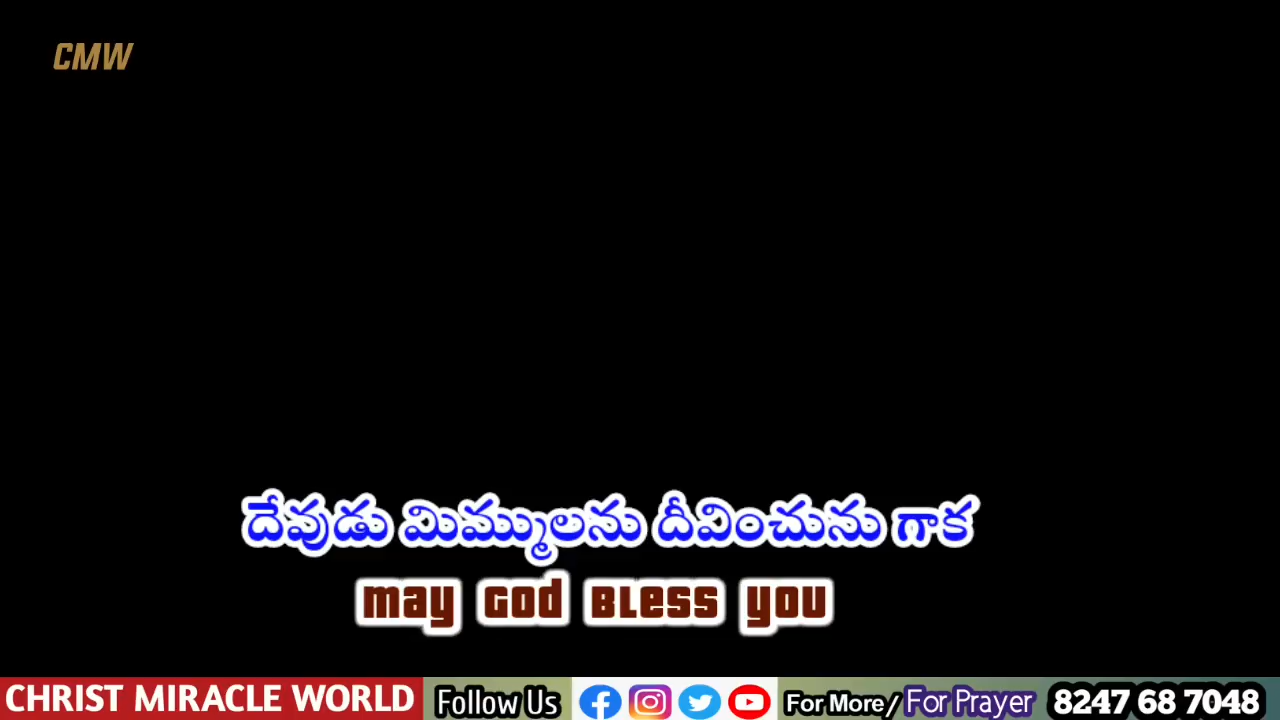 CMW
దేవుడు మిమ్ములను దీవించును గాక
MAY GOD BLESS YOU
CHRIST MIRACLE WORLD Follow Us For More/ For Prayer 8247 68 7048